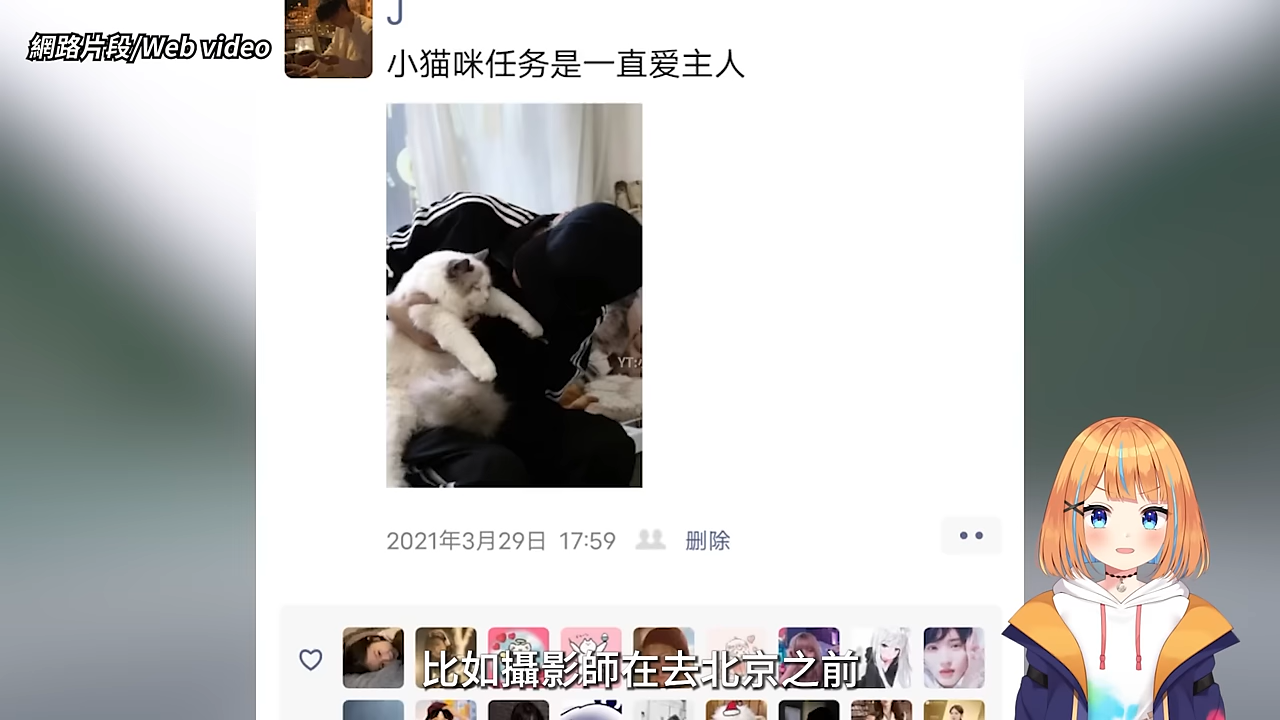 網路片段/Web video
J
小猫咪任务是一直爱主人
YT:
2021年3月29日 17:59 删除
比如攝影師在去北京之前